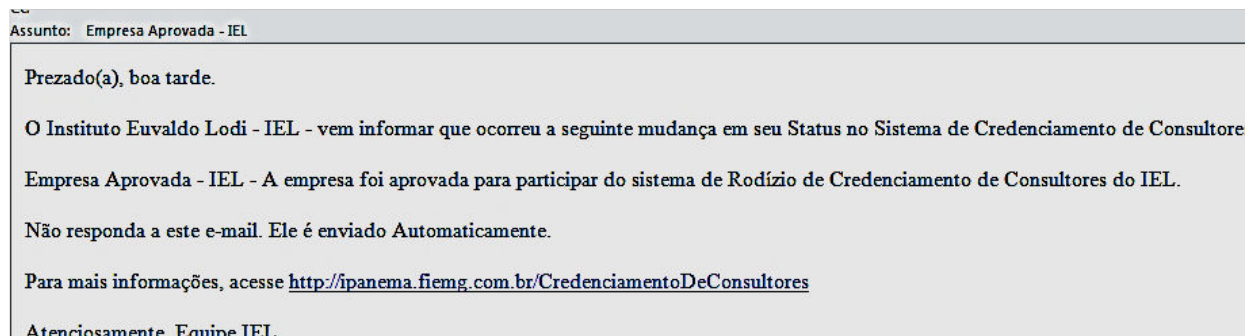 Assunto: Empresa Aprovada - IEL
Prezado(a), boa tarde.
O Instituto Euvaldo Lodi - IEL - vem informar que ocorreu a seguinte mudança em seu Status no Sistema de Credenciamento de Consultore
Empresa Aprovada - IEL - A empresa foi aprovada para participar do sistema de Rodízio de Credenciamento de Consultores do IEL.
Não responda a este e-mail. Ele é enviado Automaticamente.
Para mais informações, acesse http://ipanema.fiemg.com.br/CredenciamentoDeConsultores
Atenciosamente, Equipe IEL